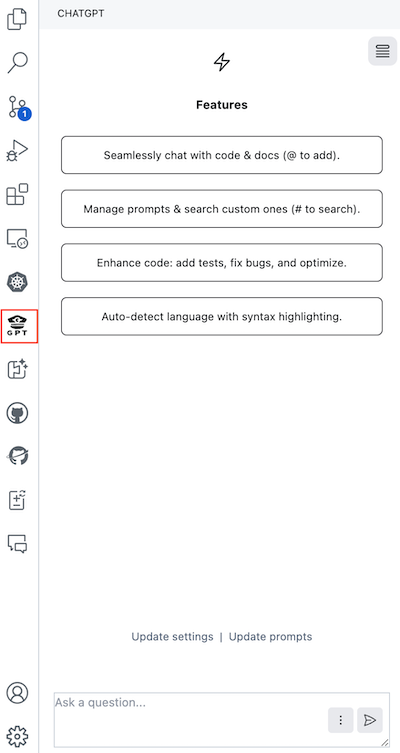 CHATGPT
Features
1
Seamlessly chat with code & docs (@ to add).
Manage prompts & search custom ones (# to search).
Enhance code: add tests, fix bugs, and optimize.
Auto-detect language with syntax highlighting.
GPT
Update settings | Update prompts
Ask a question...